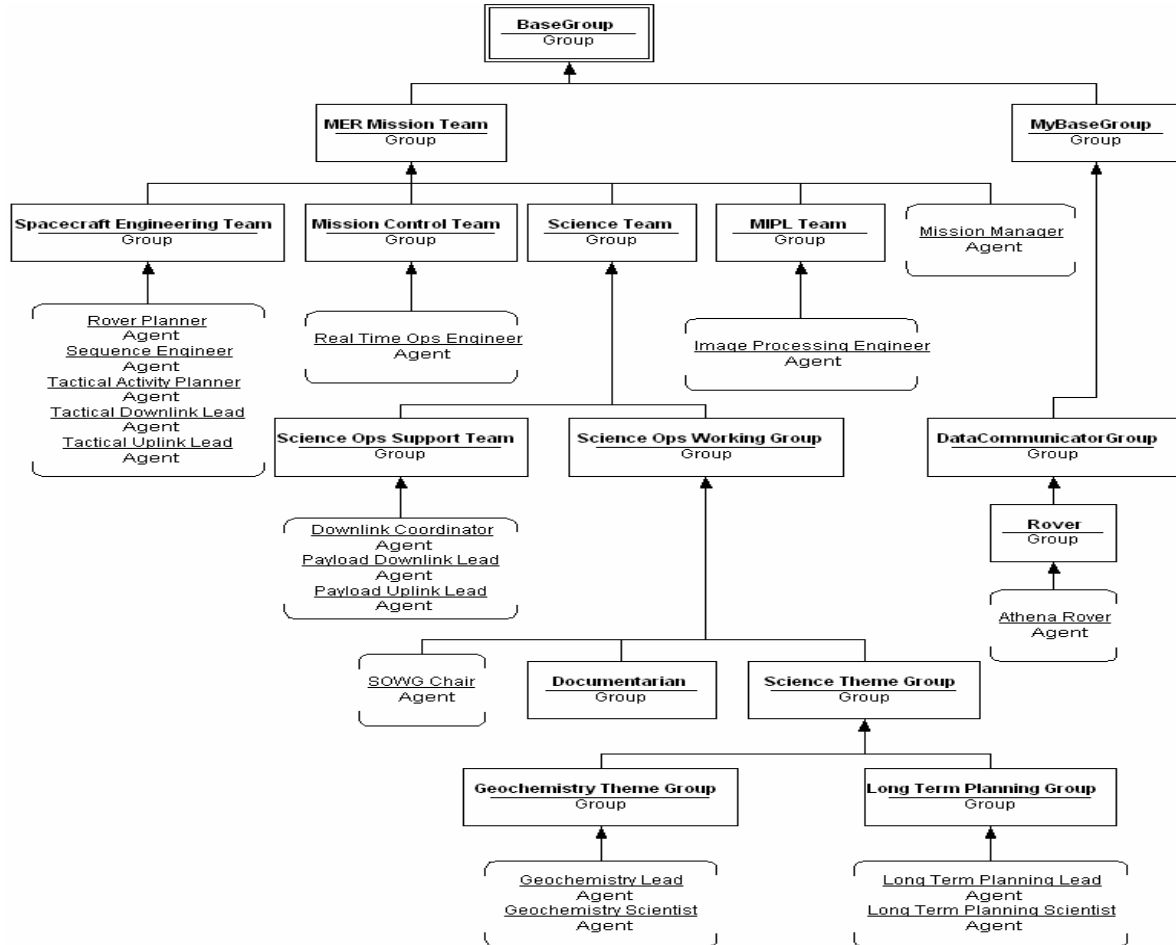 BaseGroup
Group
MER Mission Team
Group
MyBaseGroup
Group
Spacecraft Engineering Team
Group
Mission Control Team
Group
Science Team
Group
MIPL Team
Group
Mission Manager
Agent
Rover Planner
Agent
Sequence Engineer
Agent
Tactical Activity Planner
Agent
Tactical Downlink Lead
Agent
Tactical Uplink Lead
Agent
Real Time Ops Engineer
Agent
Image Processing Engineer
Agent
Science Ops Support Team
Group
Science Ops Working Group
Group
DataCommunicatorGroup
Group
Downlink Coordinator
Agent
Payload Downlink Lead
Agent
Payload Uplink Lead
Agent
Rover
Group
Athena Rover
Agent
SOWG Chair
Agent
Documentarian
Group
Science Theme Group
Group
Geochemistry Theme Group
Group
Long Term Planning Group
Group
Geochemistry Lead
Agent
Geochemistry Scientist
Agent
Long Term Planning Lead
Agent
Long Term Planning Scientist
Agent